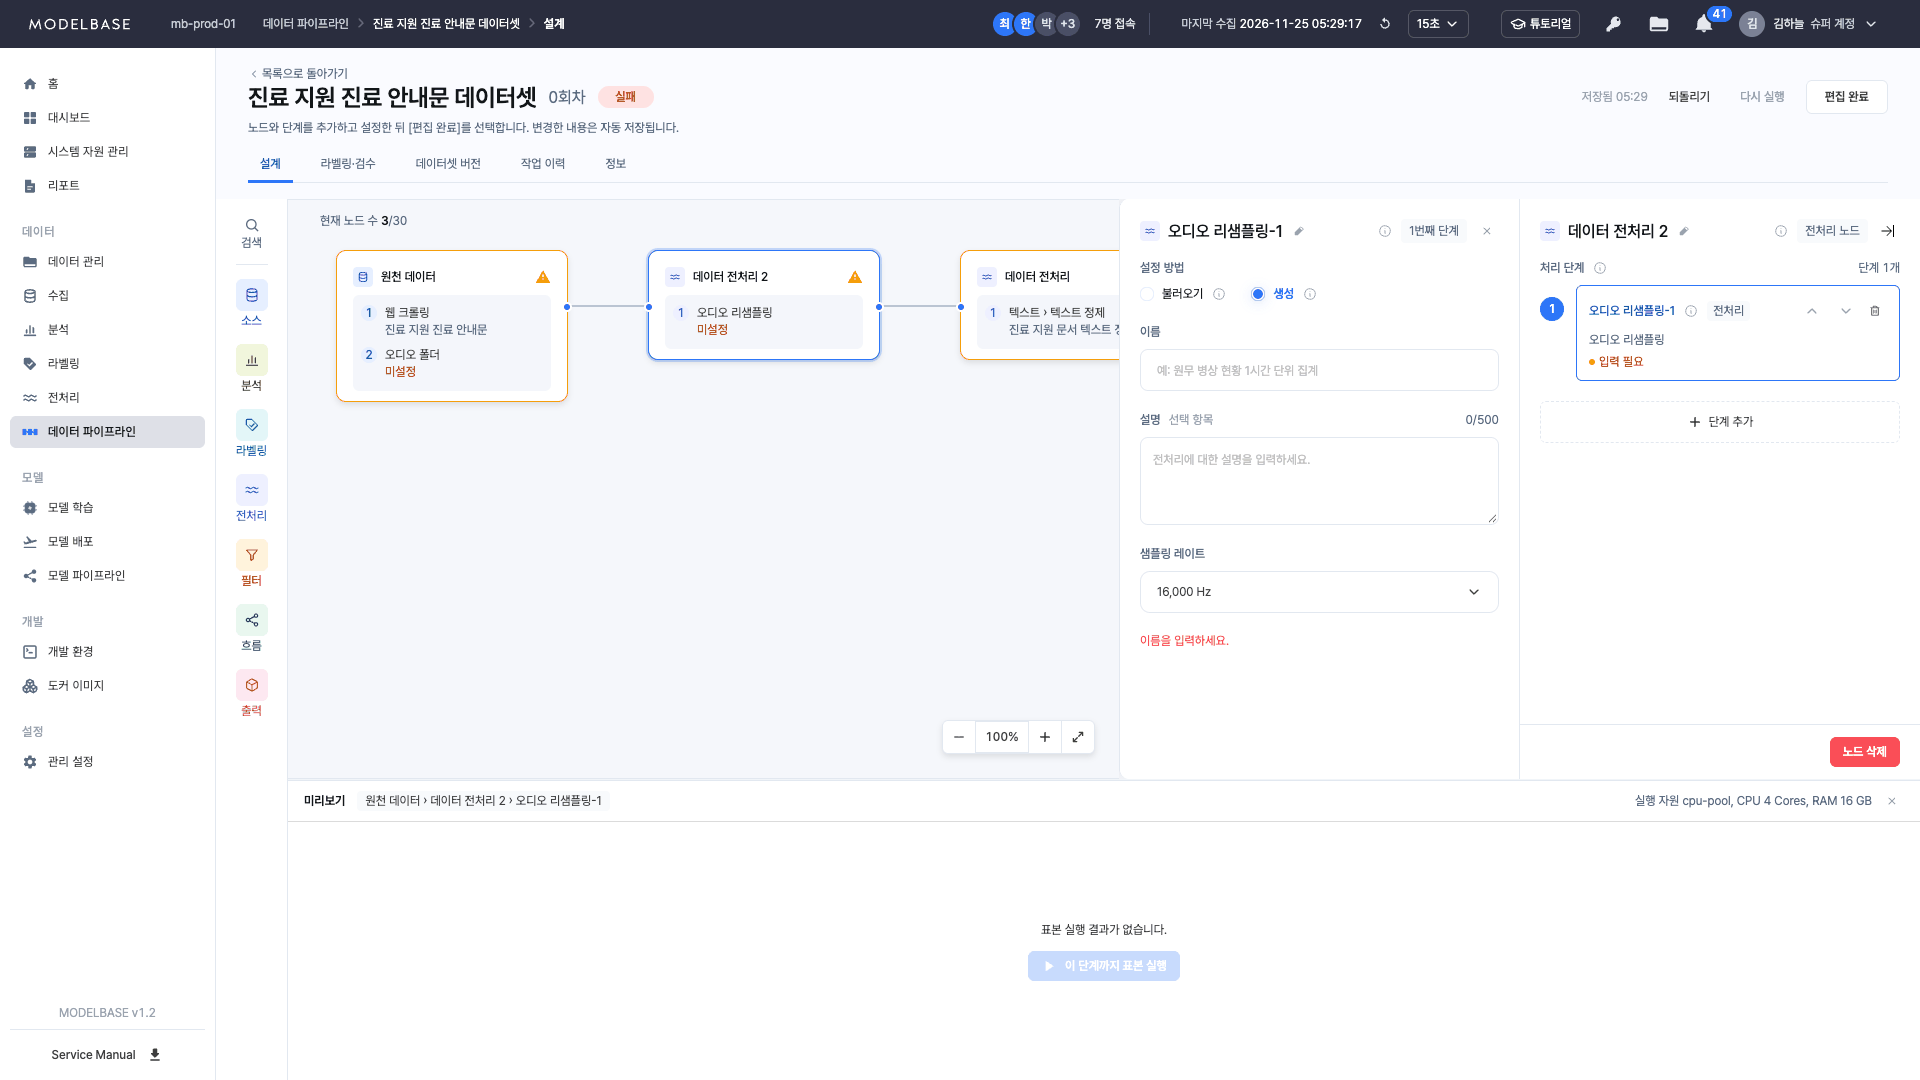 MODELBASE
mb-prod-01
데이터 파이프라인
진료 지원 진료 안내문 데이터셋
설계
최
한
박
+3
7명 접속
마지막 수집 2026-11-25 05:29:17
15초
튜토리얼
41
김
김하늘 슈퍼 계정
홈
대시보드
시스템 자원 관리
리포트
데이터
데이터 관리
수집
분석
라벨링
전처리
데이터 파이프라인
모델
모델 학습
모델 배포
모델 파이프라인
개발
개발 환경
도커 이미지
설정
관리 설정
MODELBASE v1.2
Service Manual
목록으로 돌아가기
진료 지원 진료 안내문 데이터셋 0회차 실패
노드와 단계를 추가하고 설정한 뒤 [편집 완료]를 선택합니다. 변경한 내용은 자동 저장됩니다.
저장됨 05:29
되돌리기
다시 실행
편집 완료
설계
라벨링·검수
데이터셋 버전
작업 이력
정보
검색
소스
분석
라벨링
전처리
필터
흐름
출력
현재 노드 수 3/30
원천 데이터
1 웹 크롤링
진료 지원 진료 안내문
2 오디오 폴더
미설정
데이터 전처리 2
1 오디오 리샘플링
미설정
데이터 전처리
1 텍스트 › 텍스트 정제
진료 지원 문서 텍스트
100%
오디오 리샘플링-1
1번째 단계
설정 방법
불러오기
생성
이름
예: 원무 병상 현황 1시간 단위 집계
설명 선택 항목
0/500
전처리에 대한 설명을 입력하세요.
샘플링 레이트
16,000 Hz
이름을 입력하세요.
데이터 전처리 2
전처리 노드
처리 단계
단계 1개
1
오디오 리샘플링-1
전처리
오디오 리샘플링
입력 필요
단계 추가
노드 삭제
미리보기
원천 데이터 › 데이터 전처리 2 › 오디오 리샘플링-1
실행 자원 cpu-pool, CPU 4 Cores, RAM 16 GB
표본 실행 결과가 없습니다.
이 단계까지 표본 실행